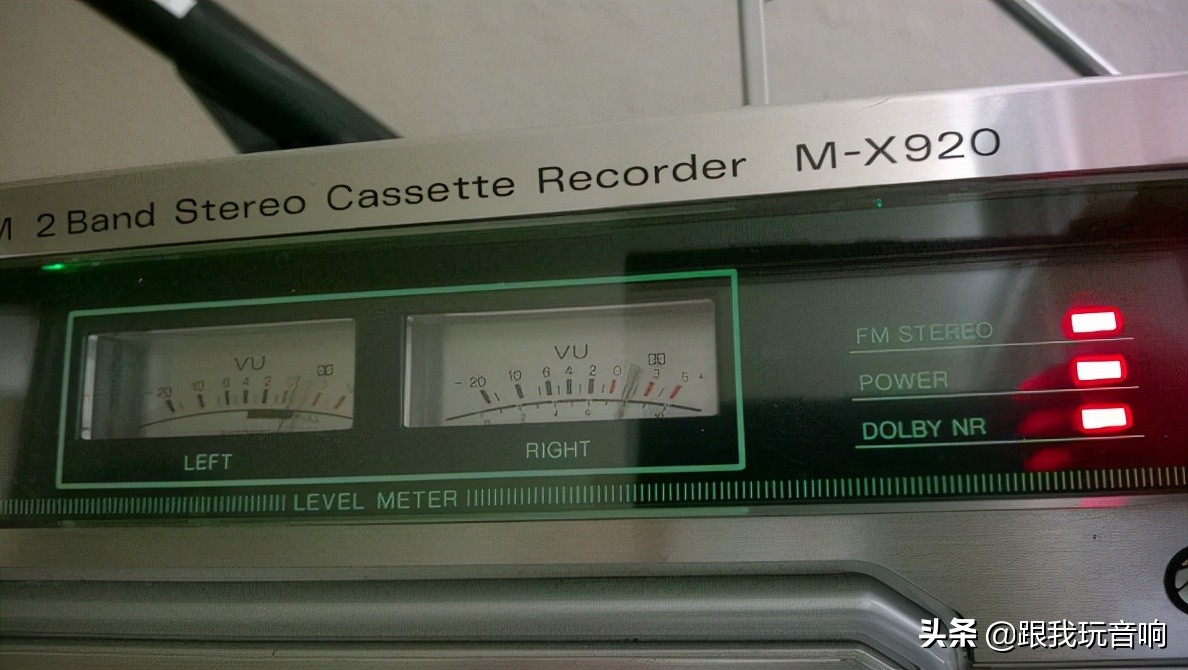 M 2 Band Stereo Cassette Recorder M-X920
VU
20 10 6 4 2
LEFT
VU
- 20 10 6 4 2 0 3 5 +
RIGHT
LEVEL METER
FM STEREO
POWER
DOLBY NR
头条 @跟我玩音响